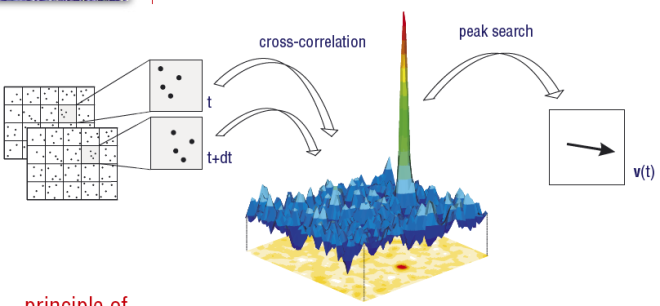 cross-correlation
peak search
t
t+dt
v(t)
principle of